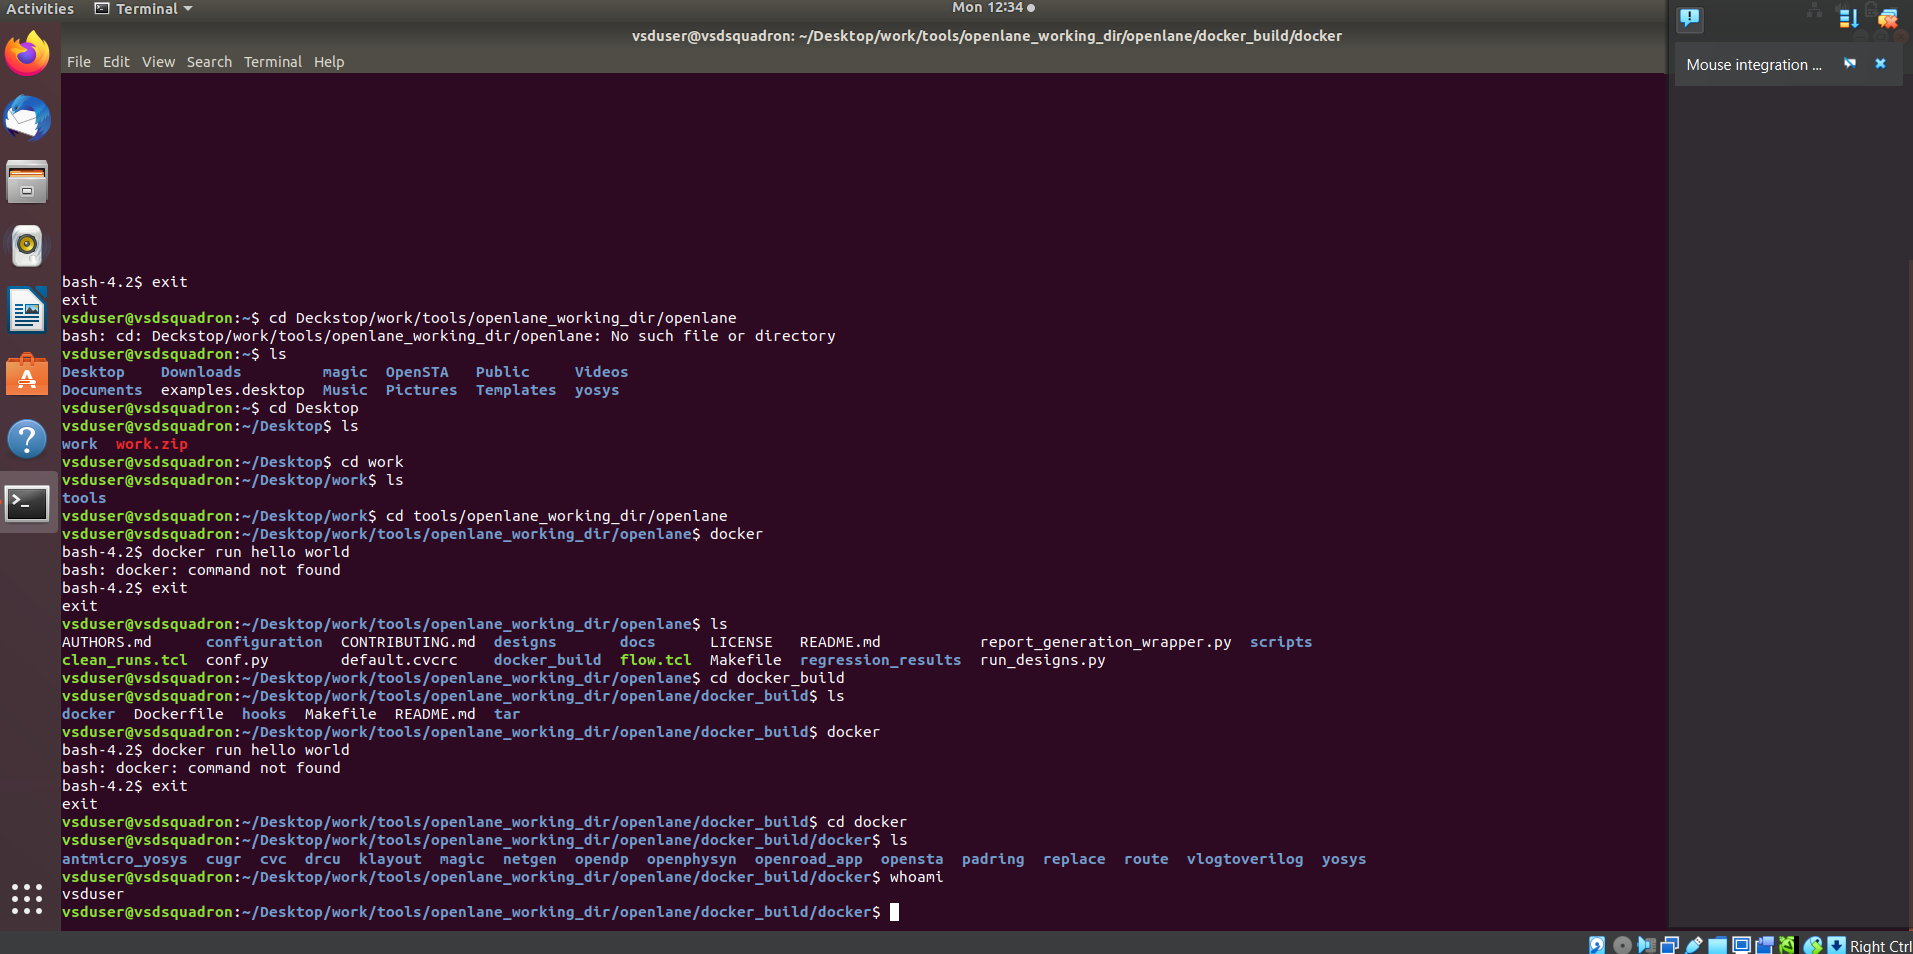 Activities Terminal Mon 12:34
vsduser@vsdsquadron: ~/Desktop/work/tools/openlane_working_dir/openlane/docker_build/docker
File Edit View Search Terminal Help
Mouse integration ...
bash-4.2$ exit
exit
vsduser@vsdsquadron:~$ cd Deckstop/work/tools/openlane_working_dir/openlane
bash: cd: Deckstop/work/tools/openlane_working_dir/openlane: No such file or directory
vsduser@vsdsquadron:~$ ls
Desktop Downloads magic OpenSTA Public Videos
Documents examples.desktop Music Pictures Templates yosys
vsduser@vsdsquadron:~$ cd Desktop
vsduser@vsdsquadron:~/Desktop$ ls
work work.zip
vsduser@vsdsquadron:~/Desktop$ cd work
vsduser@vsdsquadron:~/Desktop/work$ ls
tools
vsduser@vsdsquadron:~/Desktop/work$ cd tools/openlane_working_dir/openlane
vsduser@vsdsquadron:~/Desktop/work/tools/openlane_working_dir/openlane$ docker
bash-4.2$ docker run hello world
bash: docker: command not found
bash-4.2$ exit
exit
vsduser@vsdsquadron:~/Desktop/work/tools/openlane_working_dir/openlane$ ls
AUTHORS.md configuration CONTRIBUTING.md designs docs LICENSE README.md report_generation_wrapper.py scripts
clean_runs.tcl conf.py default.cvcrc docker_build flow.tcl Makefile regression_results run_designs.py
vsduser@vsdsquadron:~/Desktop/work/tools/openlane_working_dir/openlane$ cd docker_build
vsduser@vsdsquadron:~/Desktop/work/tools/openlane_working_dir/openlane/docker_build$ ls
docker Dockerfile hooks Makefile README.md tar
vsduser@vsdsquadron:~/Desktop/work/tools/openlane_working_dir/openlane/docker_build$ docker
bash-4.2$ docker run hello world
bash: docker: command not found
bash-4.2$ exit
exit
vsduser@vsdsquadron:~/Desktop/work/tools/openlane_working_dir/openlane/docker_build$ cd docker
vsduser@vsdsquadron:~/Desktop/work/tools/openlane_working_dir/openlane/docker_build/docker$ ls
antmicro_yosys cugr cvc drcu klayout magic netgen opendp openphysyn openroad_app opensta padring replace route vlogtoverilog yosys
vsduser@vsdsquadron:~/Desktop/work/tools/openlane_working_dir/openlane/docker_build/docker$ whoami
vsduser
vsduser@vsdsquadron:~/Desktop/work/tools/openlane_working_dir/openlane/docker_build/docker$
Right Ctrl